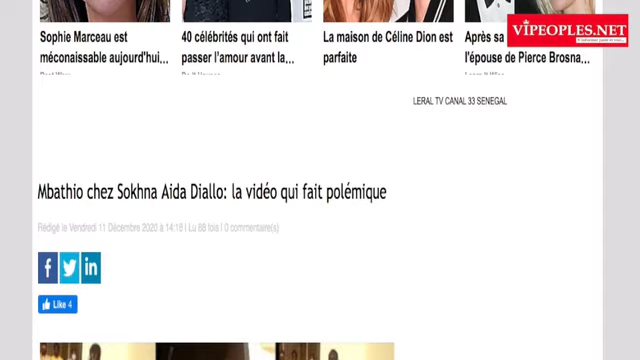 VIPEOPLES.NET
Sophie Marceau est
méconaissable aujourd'hui...
40 célébrités qui ont fait
passer l'amour avant la...
La maison de Céline Dion est
parfaite
Après sa
l'épouse de Pierce Brosna...
LERAL TV CANAL 33 SENEGAL
Mbathio chez Sokhna Aida Diallo: la vidéo qui fait polémique
Rédigé le Vendredi 11 Décembre 2020 à 14:18 I Lu 88 fois I 0 commentaire(s)
Like 4